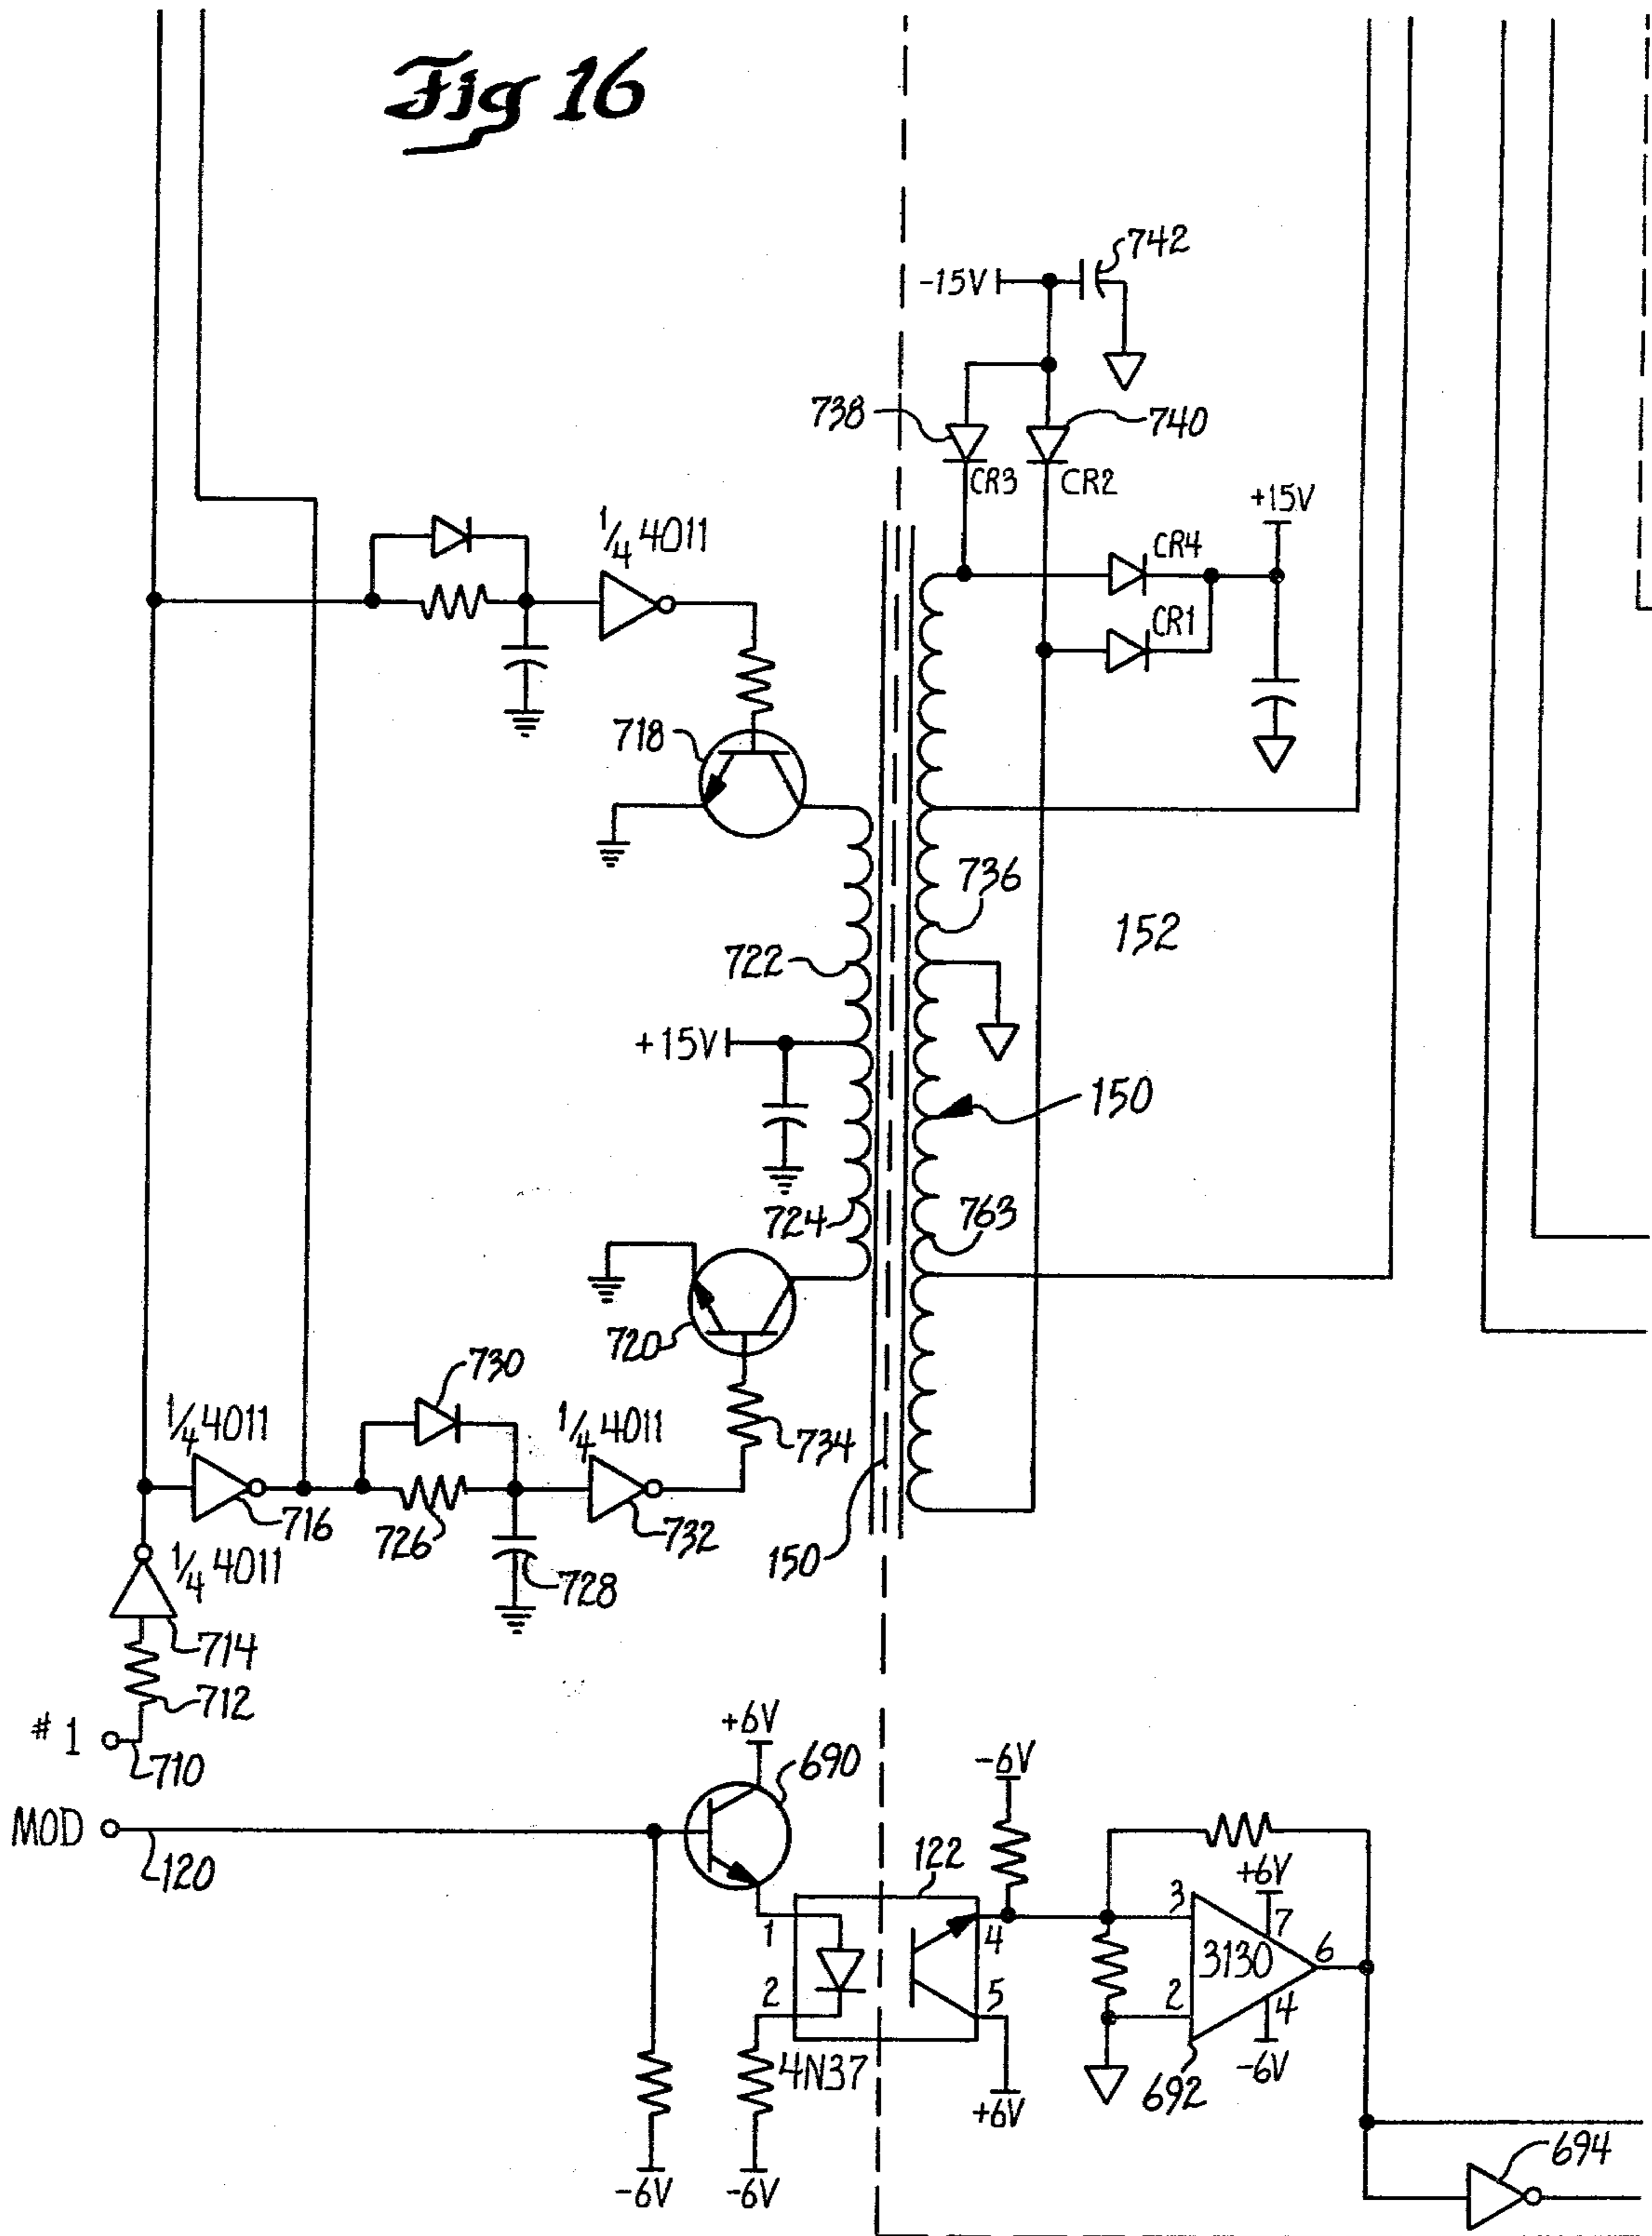 Fig 16
742
-15V
738
740
CR3
CR2
+15V
1/4 4011
CR4
CR1
718
736
152
722
+15V
150
724
763
720
730
1/4 4011
1/4 4011
734
716
726
732
150
1/4 4011
728
714
712
# 1
710
+6V
690
-6V
MOD
120
122
+6V
3
7
1
4
3130
6
2
5
2
4
4N37
-6V
692
+6V
694
-6V
-6V